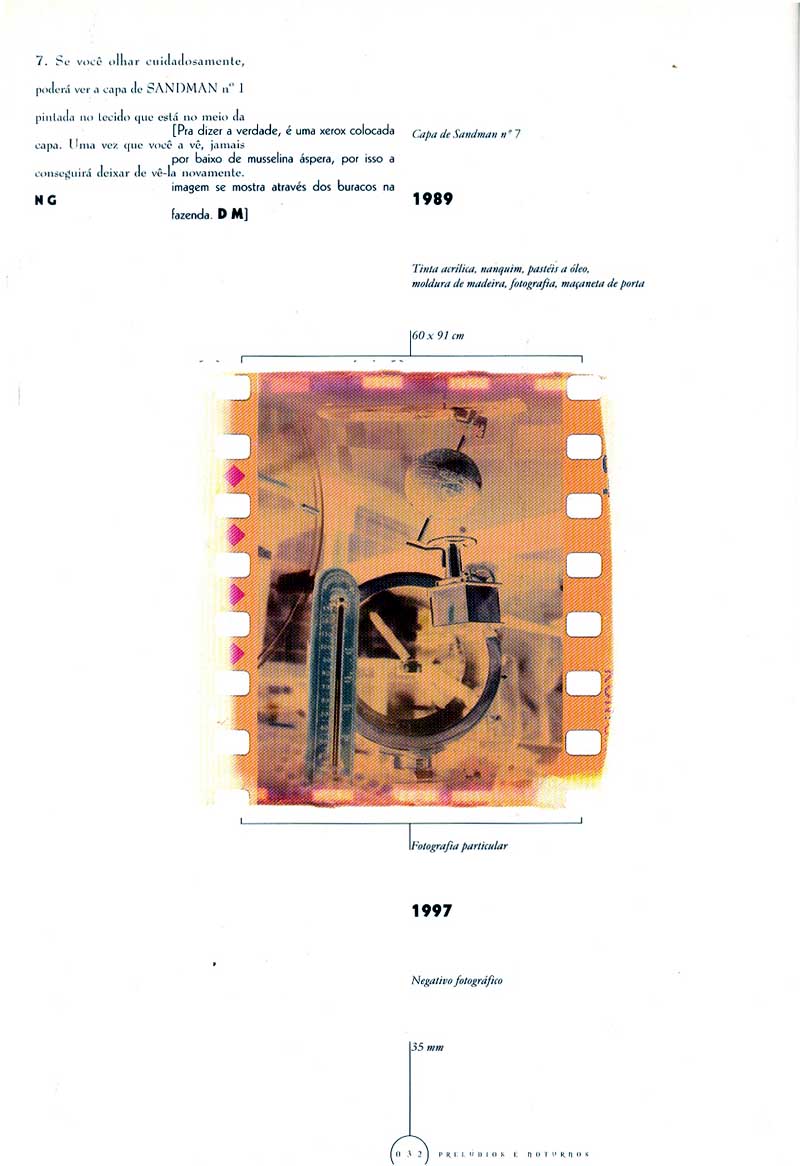 7. Se você olhar cuidadosamente,
poderá ver a capa de SANDMAN nº 1
pintada no tecido que está no meio da
capa. Uma vez que você a vê, jamais
conseguirá deixar de vê-la novamente.
NG
[Pra dizer a verdade, é uma xerox colocada
por baixo de musselina áspera, por isso a
imagem se mostra através dos buracos na
fazenda. DM]
Capa de Sandman nº 7
1989
Tinta acrílica, nanquim, pastéis a óleo,
moldura de madeira, fotografia, maçaneta de porta
60 x 91 cm
Fotografia particular
1997
Negativo fotográfico
35 mm
032 PRELUDIOS E NOTURNOS